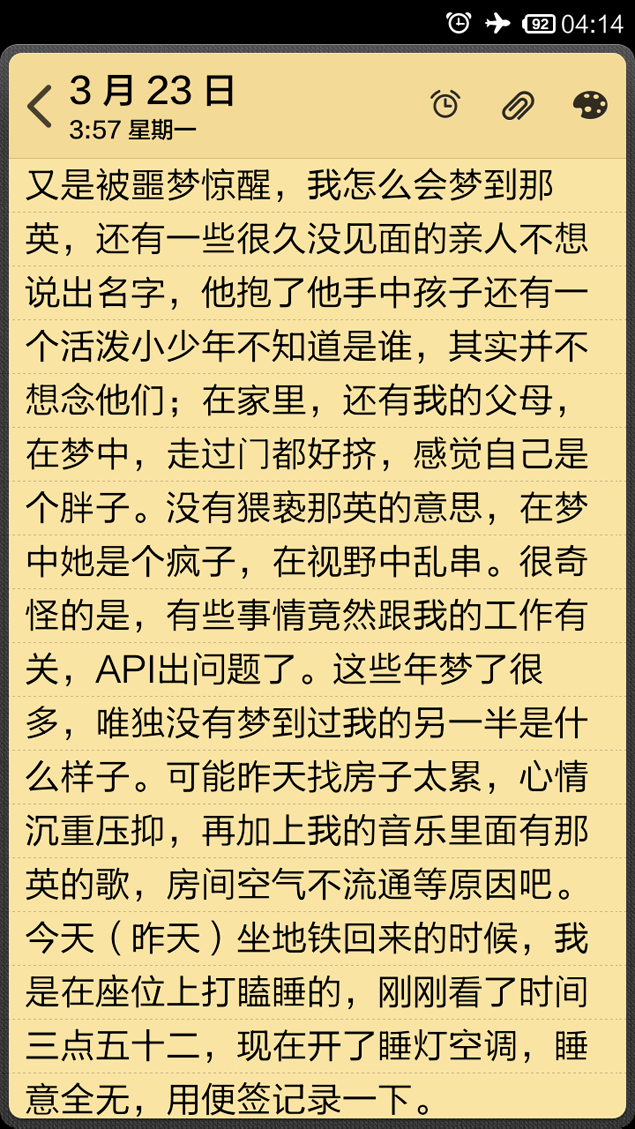 92 04:14
3 月 23 日
3:57 星期一
又是被噩梦惊醒，我怎么会梦到那
英，还有一些很久没见面的亲人不想
说出名字，他抱了他手中孩子还有一
个活泼小少年不知道是谁，其实并不
想念他们；在家里，还有我的父母，
在梦中，走过门都好挤，感觉自己是
个胖子。没有猥亵那英的意思，在梦
中她是个疯子，在视野中乱串。很奇
怪的是，有些事情竟然跟我的工作有
关，API出问题了。这些年梦了很
多，唯独没有梦到过我的另一半是什
么样子。可能昨天找房子太累，心情
沉重压抑，再加上我的音乐里面有那
英的歌，房间空气不流通等原因吧。
今天（昨天）坐地铁回来的时候，我
是在座位上打瞌睡的，刚刚看了时间
三点五十二，现在开了睡灯空调，睡
意全无，用便签记录一下。